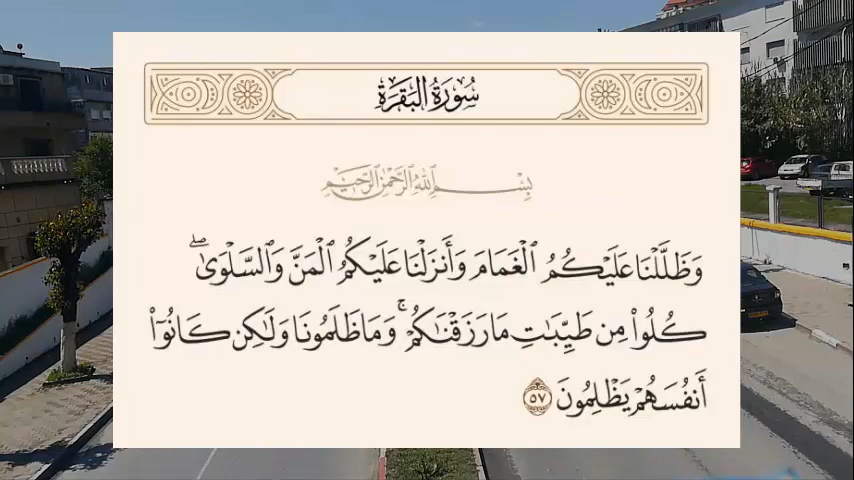 سُورَةُ البَقَرَةِ
بِسْمِ ٱللَّهِ ٱلرَّحْمَٰنِ ٱلرَّحِيمِ
وَظَلَّلْنَا عَلَيْكُمُ ٱلْغَمَامَ وَأَنزَلْنَا عَلَيْكُمُ ٱلْمَنَّ وَٱلسَّلْوَىٰۖ
كُلُوا۟ مِن طَيِّبَـٰتِ مَا رَزَقْنَـٰكُمْۚ وَمَا ظَلَمُونَا وَلَـٰكِن كَانُوٓا۟
أَنفُسَهُمْ يَظْلِمُونَ ٥٧